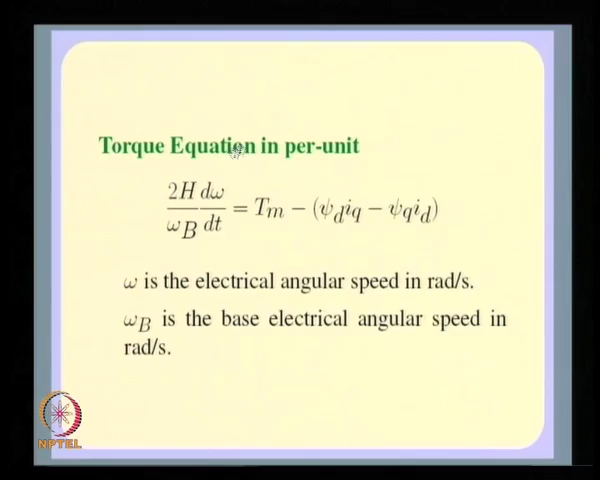 Torque Equation in per-unit
2H/ω_B dω/dt = T_m − (ψ_d i_q − ψ_q i_d)
ω is the electrical angular speed in rad/s.
ω_B is the base electrical angular speed in
rad/s.
NPTEL